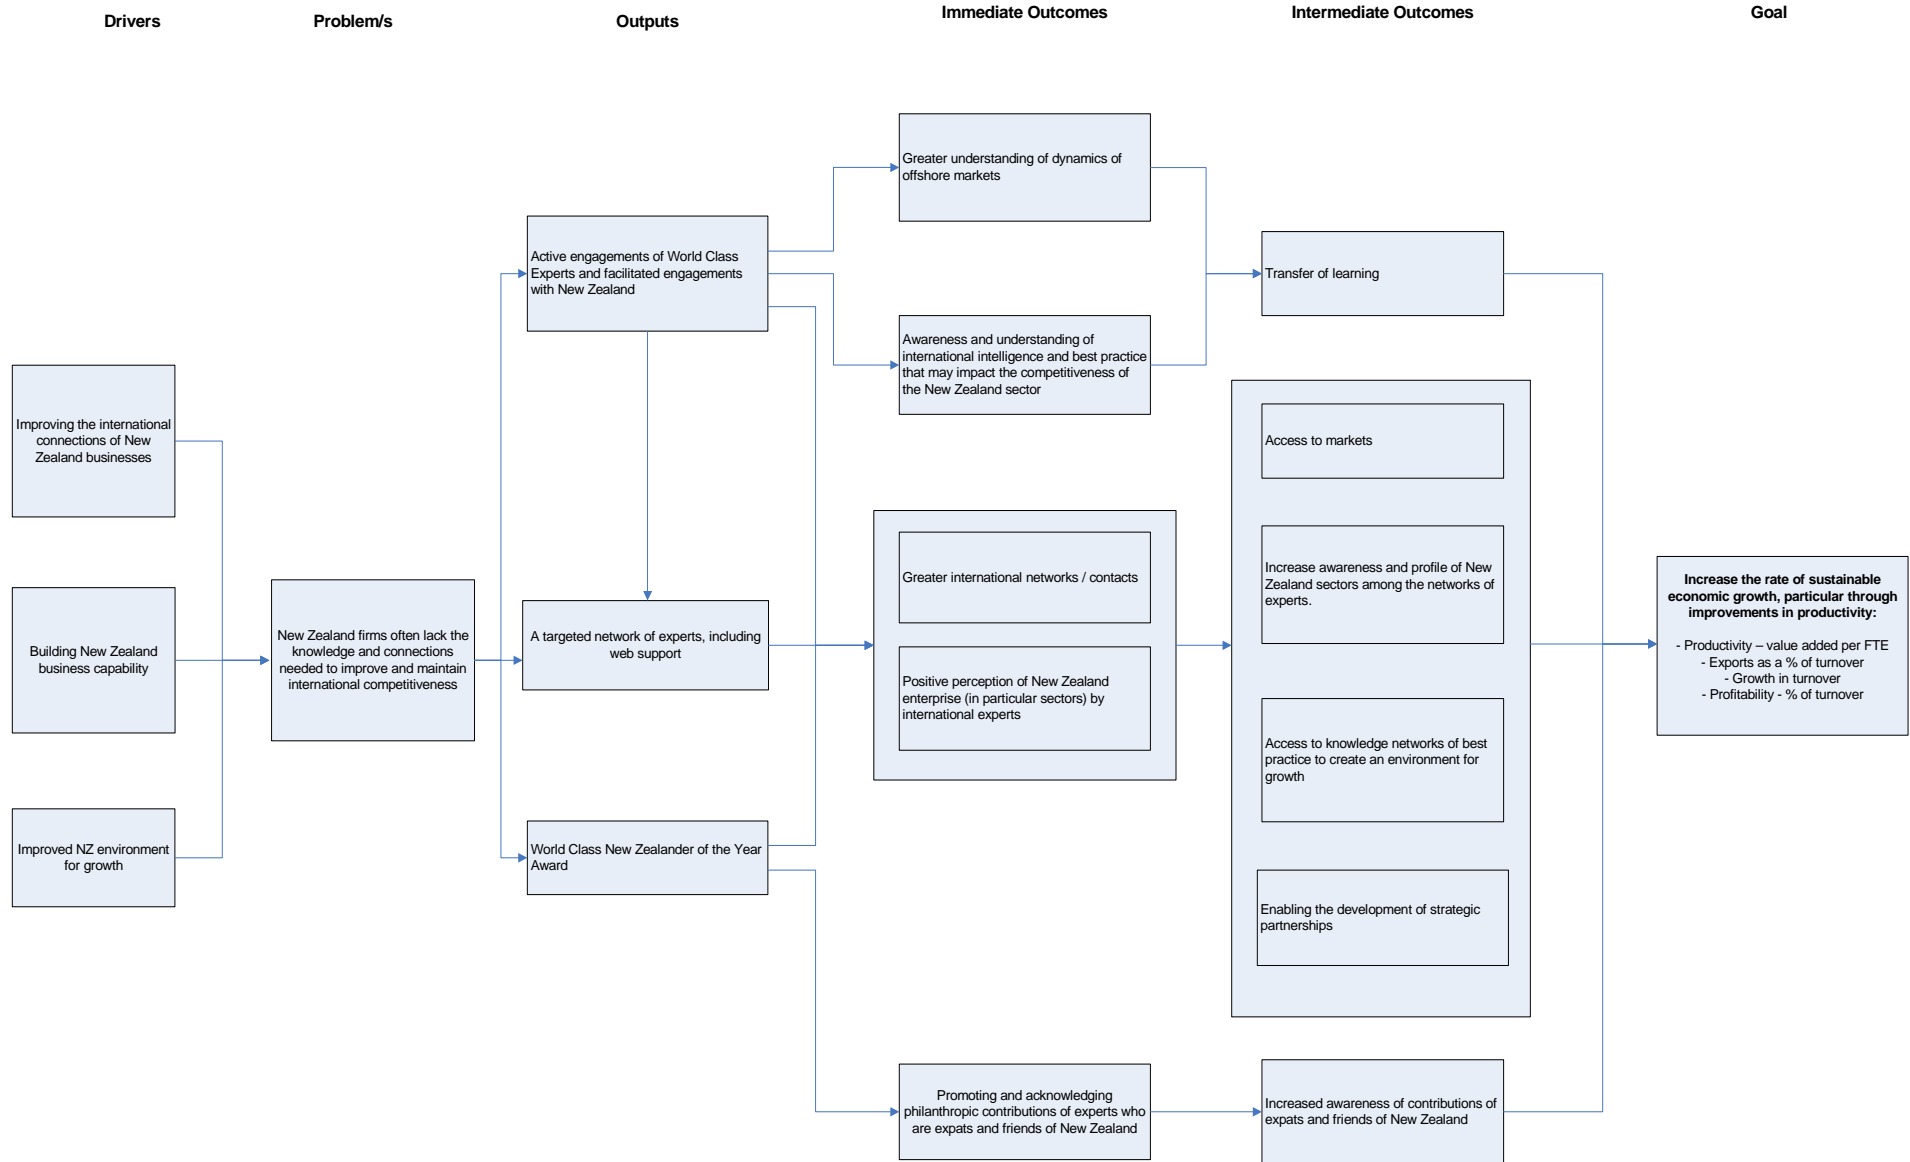 Drivers
Problem/s
Outputs
Immediate Outcomes
Intermediate Outcomes
Goal
Improving the international
connections of New
Zealand businesses
Building New Zealand
business capability
Improved NZ environment
for growth
New Zealand firms often lack the
knowledge and connections
needed to improve and maintain
international competitiveness
Active engagements of World Class
Experts and facilitated engagements
with New Zealand
A targeted network of experts, including
web support
World Class New Zealander of the Year
Award
Greater understanding of dynamics of
offshore markets
Awareness and understanding of
international intelligence and best practice
that may impact the competitiveness of
the New Zealand sector
Greater international networks / contacts
Positive perception of New Zealand
enterprise (in particular sectors) by
international experts
Promoting and acknowledging
philanthropic contributions of experts who
are expats and friends of New Zealand
Transfer of learning
Access to markets
Increase awareness and profile of New
Zealand sectors among the networks of
experts.
Access to knowledge networks of best
practice to create an environment for
growth
Enabling the development of strategic
partnerships
Increased awareness of contributions of
expats and friends of New Zealand
Increase the rate of sustainable
economic growth, particular through
improvements in productivity:
- Productivity – value added per FTE
- Exports as a % of turnover
- Growth in turnover
- Profitability - % of turnover